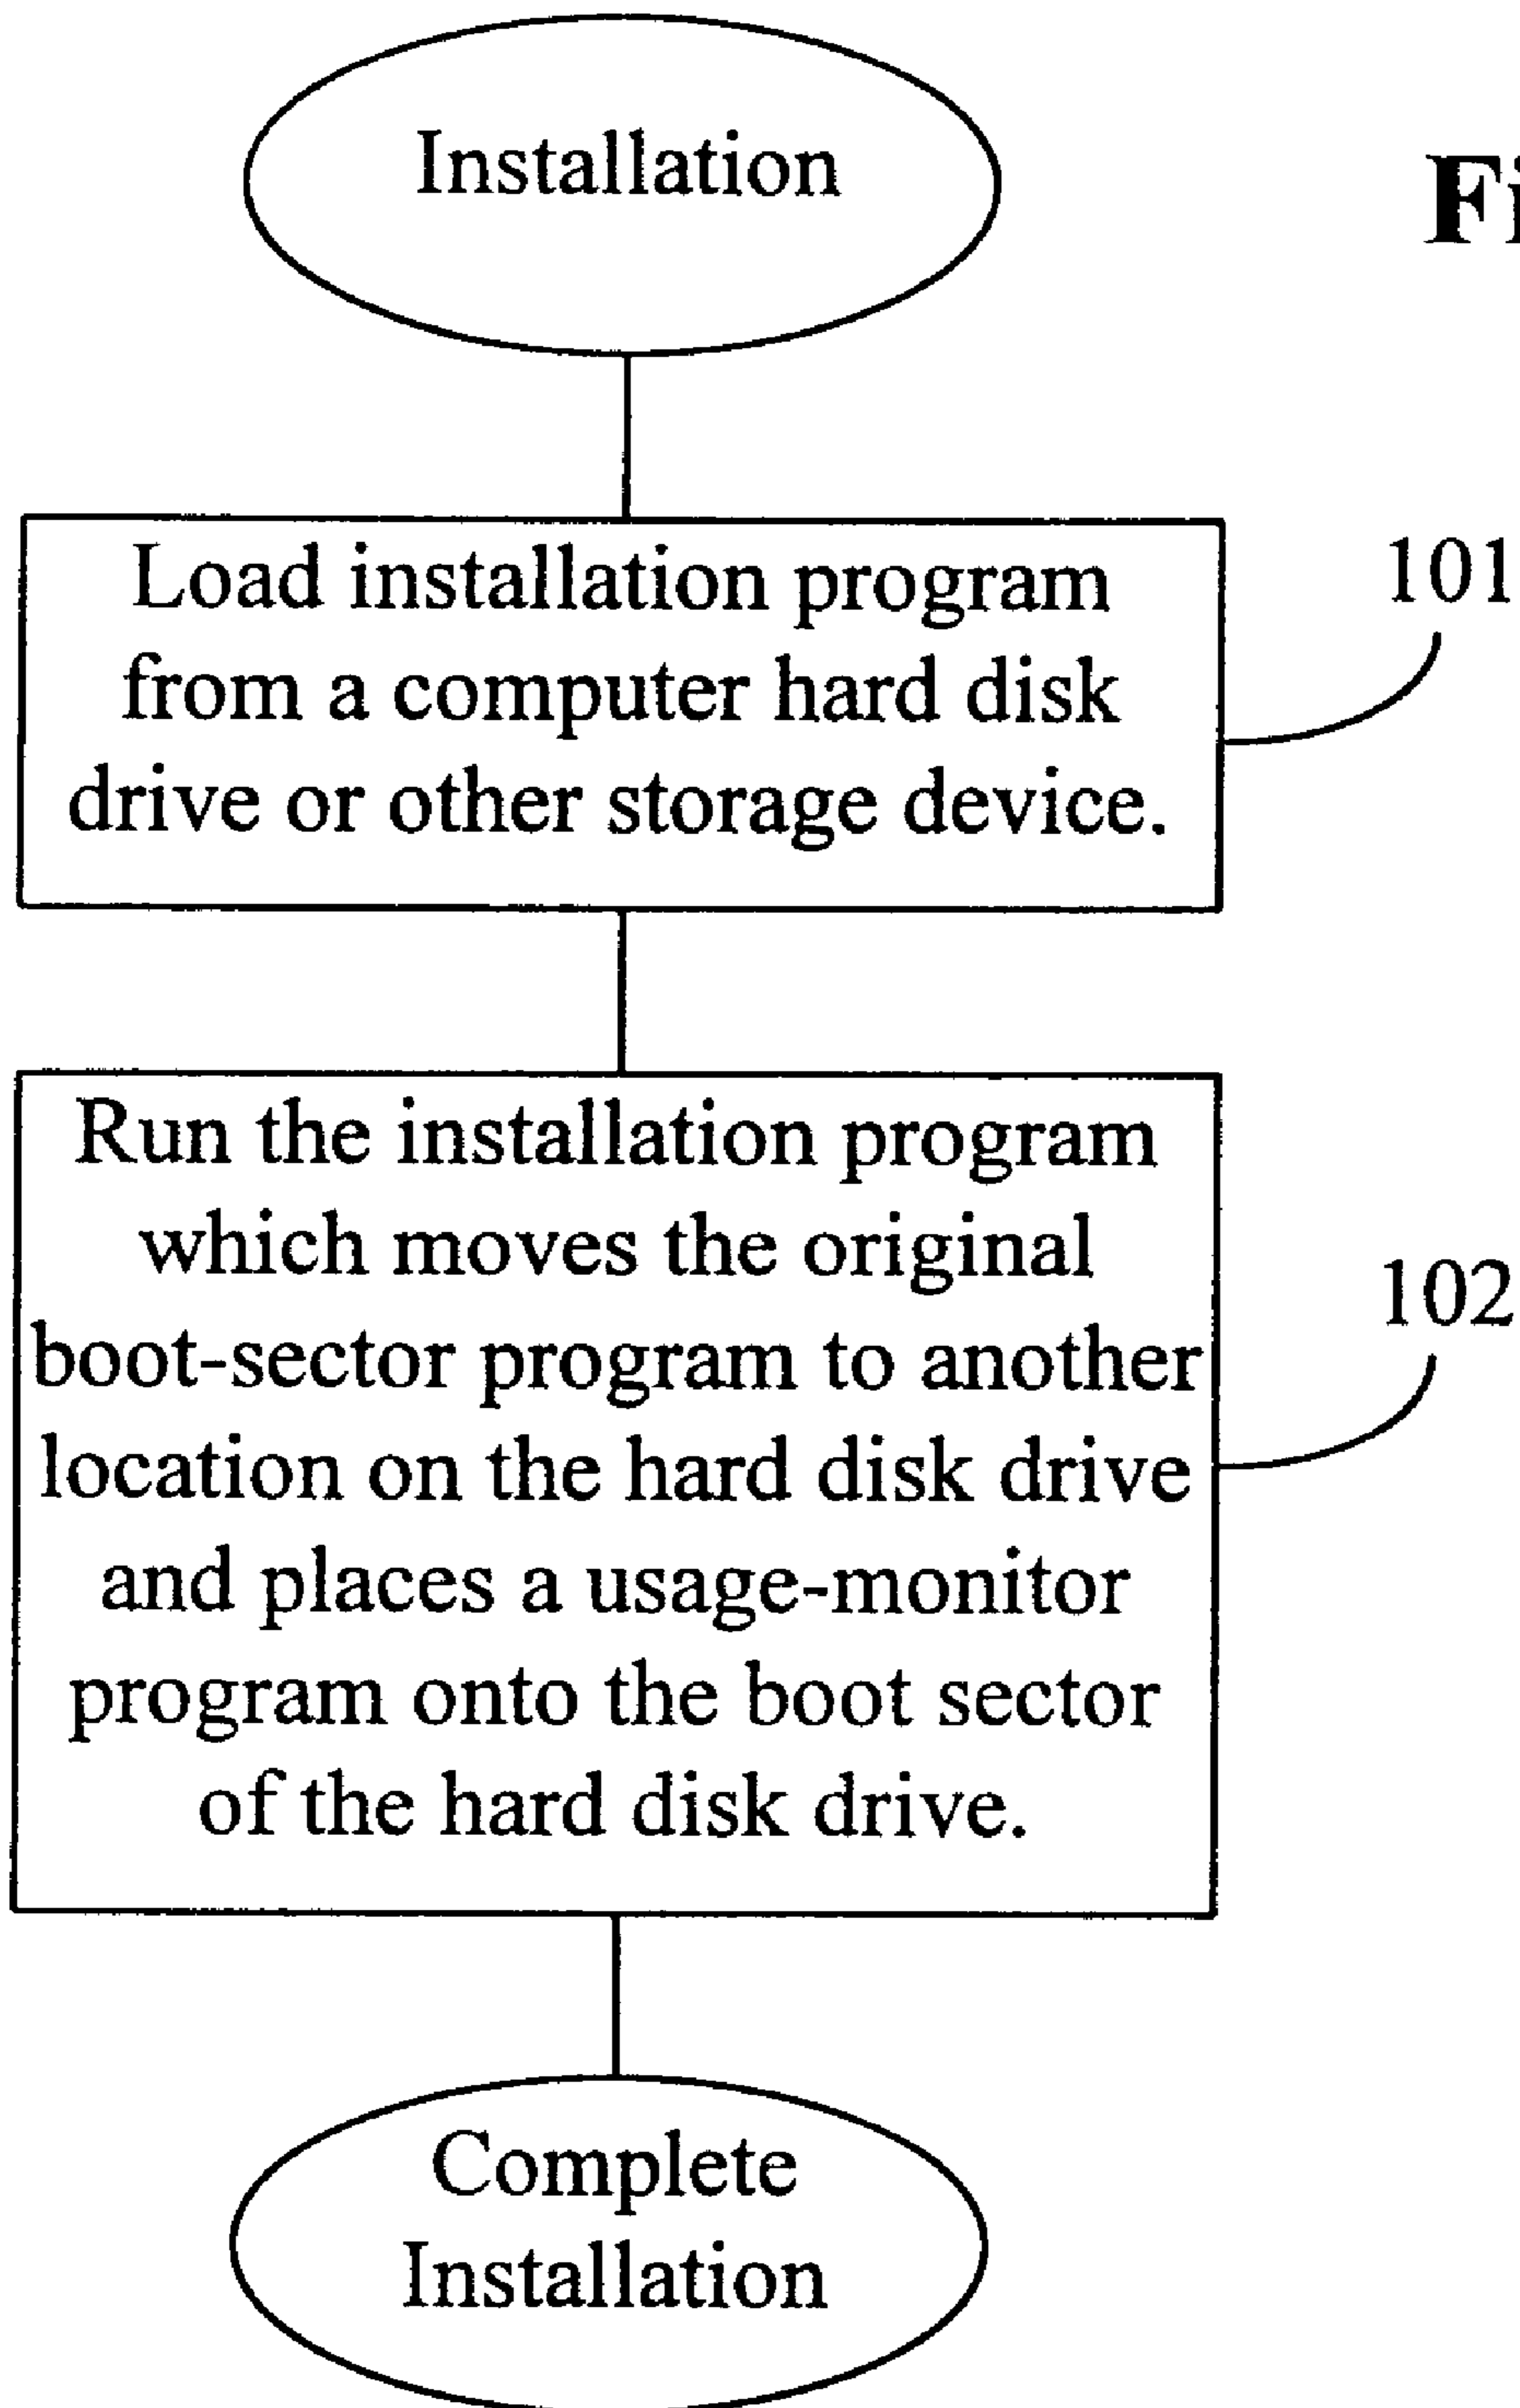 Installation
Fi
Load installation program
from a computer hard disk
drive or other storage device.
101
Run the installation program
which moves the original
boot-sector program to another
location on the hard disk drive
and places a usage-monitor
program onto the boot sector
of the hard disk drive.
102
Complete
Installation